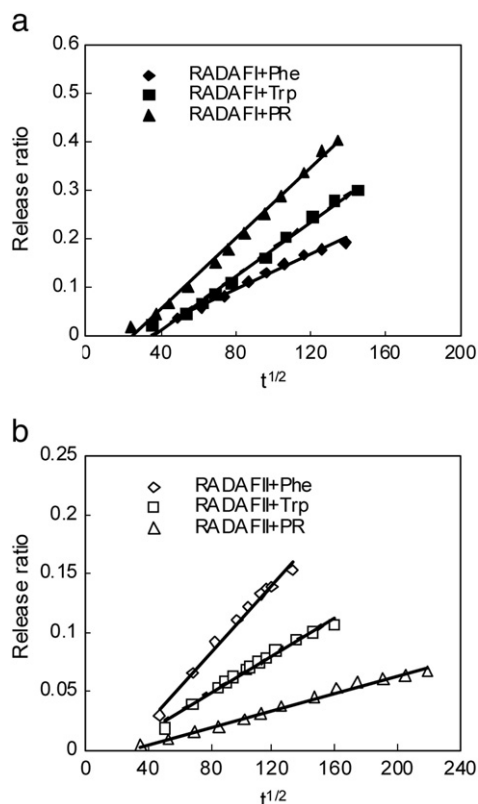 a
0.6
RADAFI+Phe
RADAFI+Trp
RADAFI+PR
0.5
0.4
0.3
0.2
0.1
0
Release ratio
0 40 80 120 160 200
t1/2
b
0.25
RADAFII+Phe
RADAFII+Trp
RADAFII+PR
0.2
0.15
0.1
0.05
0
Release ratio
0 40 80 120 160 200 240
t1/2